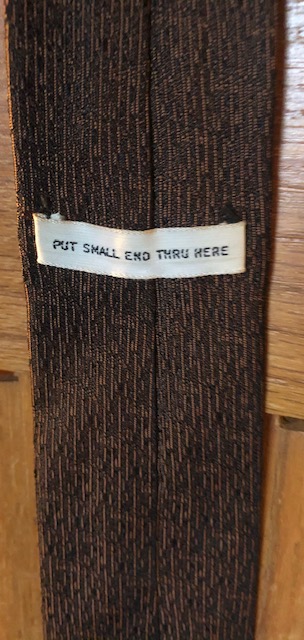 PUT SMALL END THRU HERE